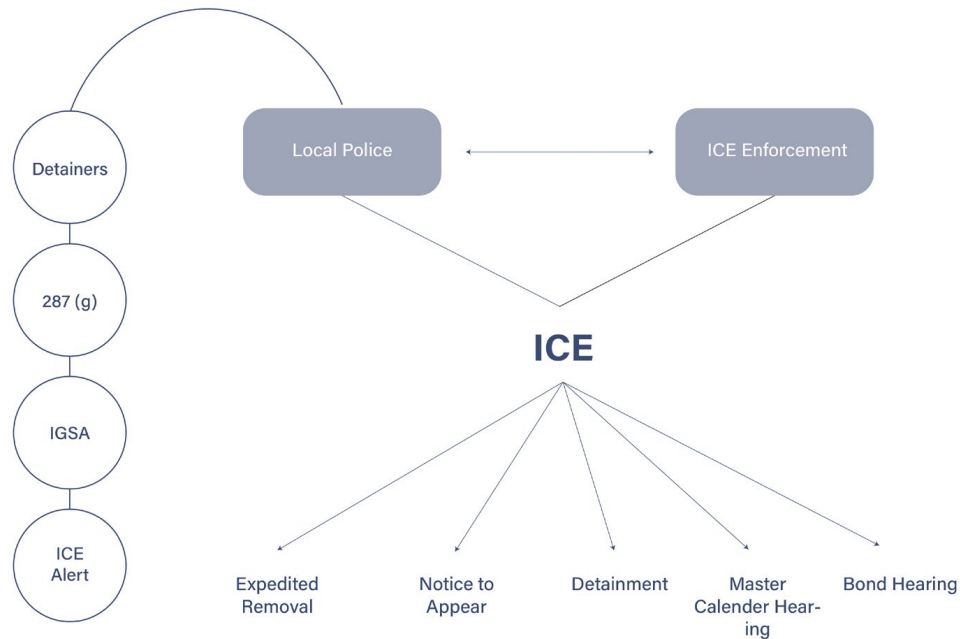 Local Police
ICE Enforcement
Detainers
287 (g)
IGSA
ICE
Alert
ICE
Expedited
Removal
Notice to
Appear
Detainment
Master
Calender Hear-
ing
Bond Hearing